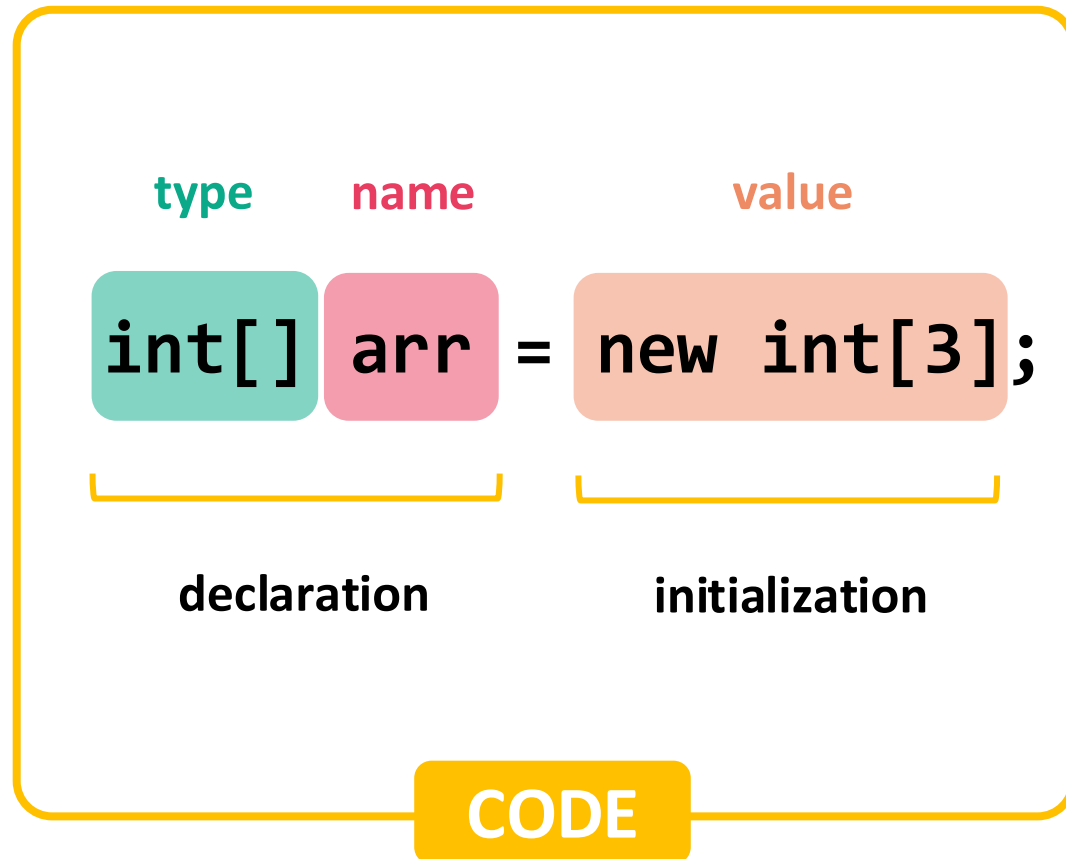 type name value
int[] arr = new int[3];
declaration initialization
CODE